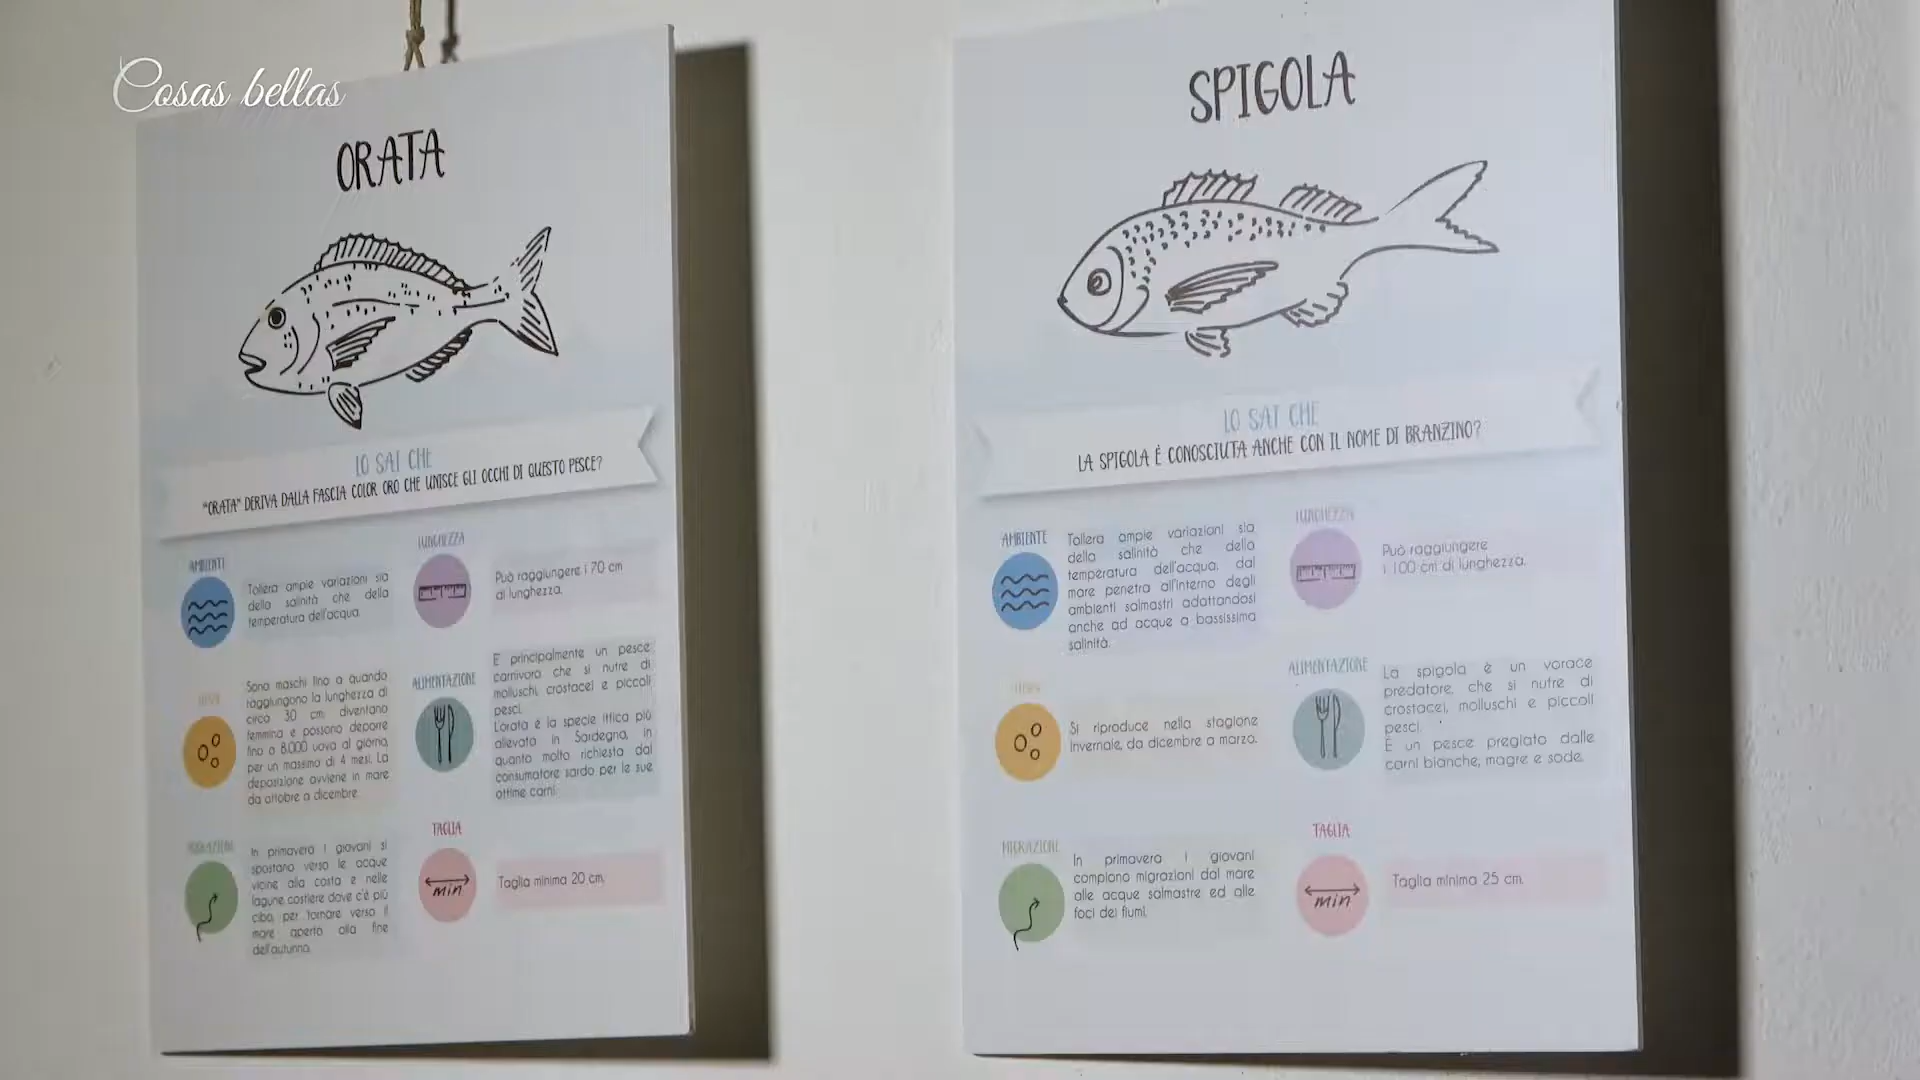 Cosas bellas
ORATA
LO SAI CHE
"ORATA" DERIVA DALLA FASCIA COLOR ORO CHE UNISCE GLI OCCHI DI QUESTO PESCE?
AMBIENTE
Tollera ampie variazioni sia
della salinità che della
temperatura dell'acqua.
LUNGHEZZA
Può raggiungere i 70 cm
di lunghezza.
Sono maschi fino a quando
raggiungono la lunghezza di
circa 30 cm, diventano
femmina e possono deporre
fino a 8.000 uova al giorno,
per un massimo di 4 mesi. La
deposizione avviene in mare
da ottobre a dicembre.
ALIMENTAZIONE
È principalmente un pesce
carnivoro che si nutre di
molluschi, crostacei e piccoli
pesci.
L'orata è la specie ittica più
allevata in Sardegna, in
quanto molto richiesta dal
consumatore sardo per le sue
ottime carni.
MIGRAZIONE
In primavera i giovani si
spostano verso le acque
vicine alla costa e nelle
lagune costiere dove c'è più
cibo, per tornare verso il
mare aperto alla fine
dell'autunno.
TAGLIA
min
Taglia minima 20 cm.
SPIGOLA
LO SAI CHE
LA SPIGOLA È CONOSCIUTA ANCHE CON IL NOME DI BRANZINO?
AMBIENTE
Tollera ampie variazioni sia
della salinità che della
temperatura dell'acqua, dal
mare penetra all'interno degli
ambienti salmastri adattandosi
anche ad acque a bassissima
salinità.
LUNGHEZZA
Può raggiungere
i 100 cm di lunghezza.
Si riproduce nella stagione
invernale, da dicembre a marzo.
ALIMENTAZIONE
La spigola è un vorace
predatore, che si nutre di
crostacei, molluschi e piccoli
pesci.
È un pesce pregiato dalle
carni bianche, magre e sode.
MIGRAZIONE
In primavera i giovani
compiono migrazioni dal mare
alle acque salmastre ed alle
foci dei fiumi.
TAGLIA
min
Taglia minima 25 cm.